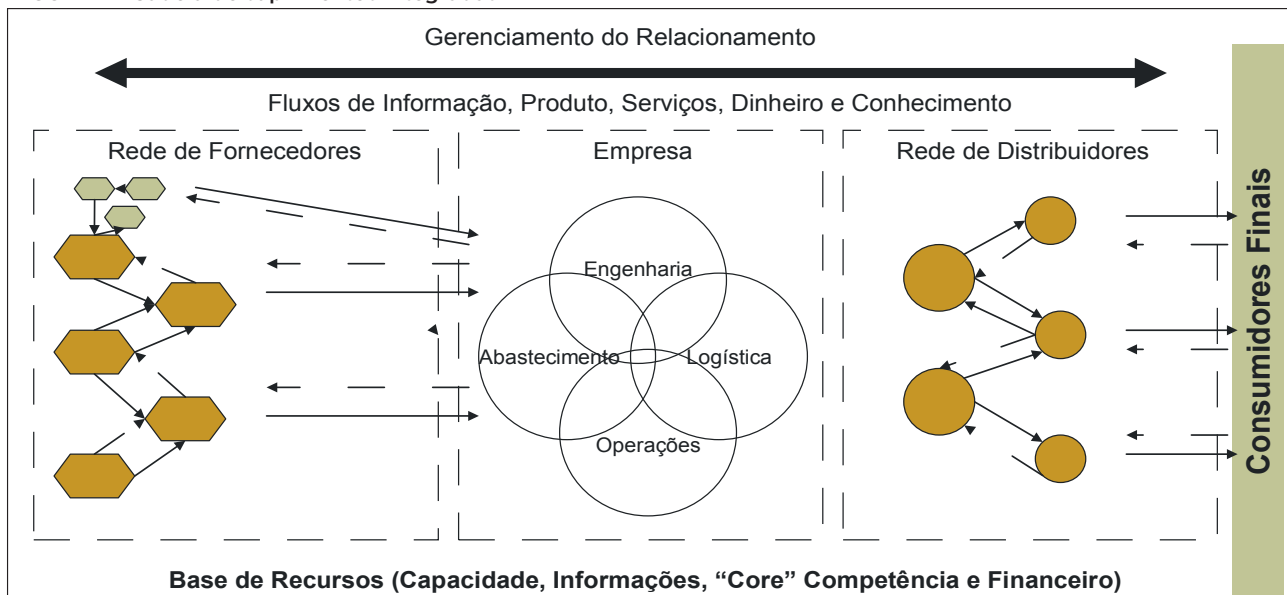 Gerenciamento do Relacionamento
Fluxos de Informação, Produto, Serviços, Dinheiro e Conhecimento
Rede de Fornecedores
Empresa
Rede de Distribuidores
Engenharia
Abastecimento
Logística
Operações
Consumidores Finais
Base de Recursos (Capacidade, Informações, “Core” Competência e Financeiro)